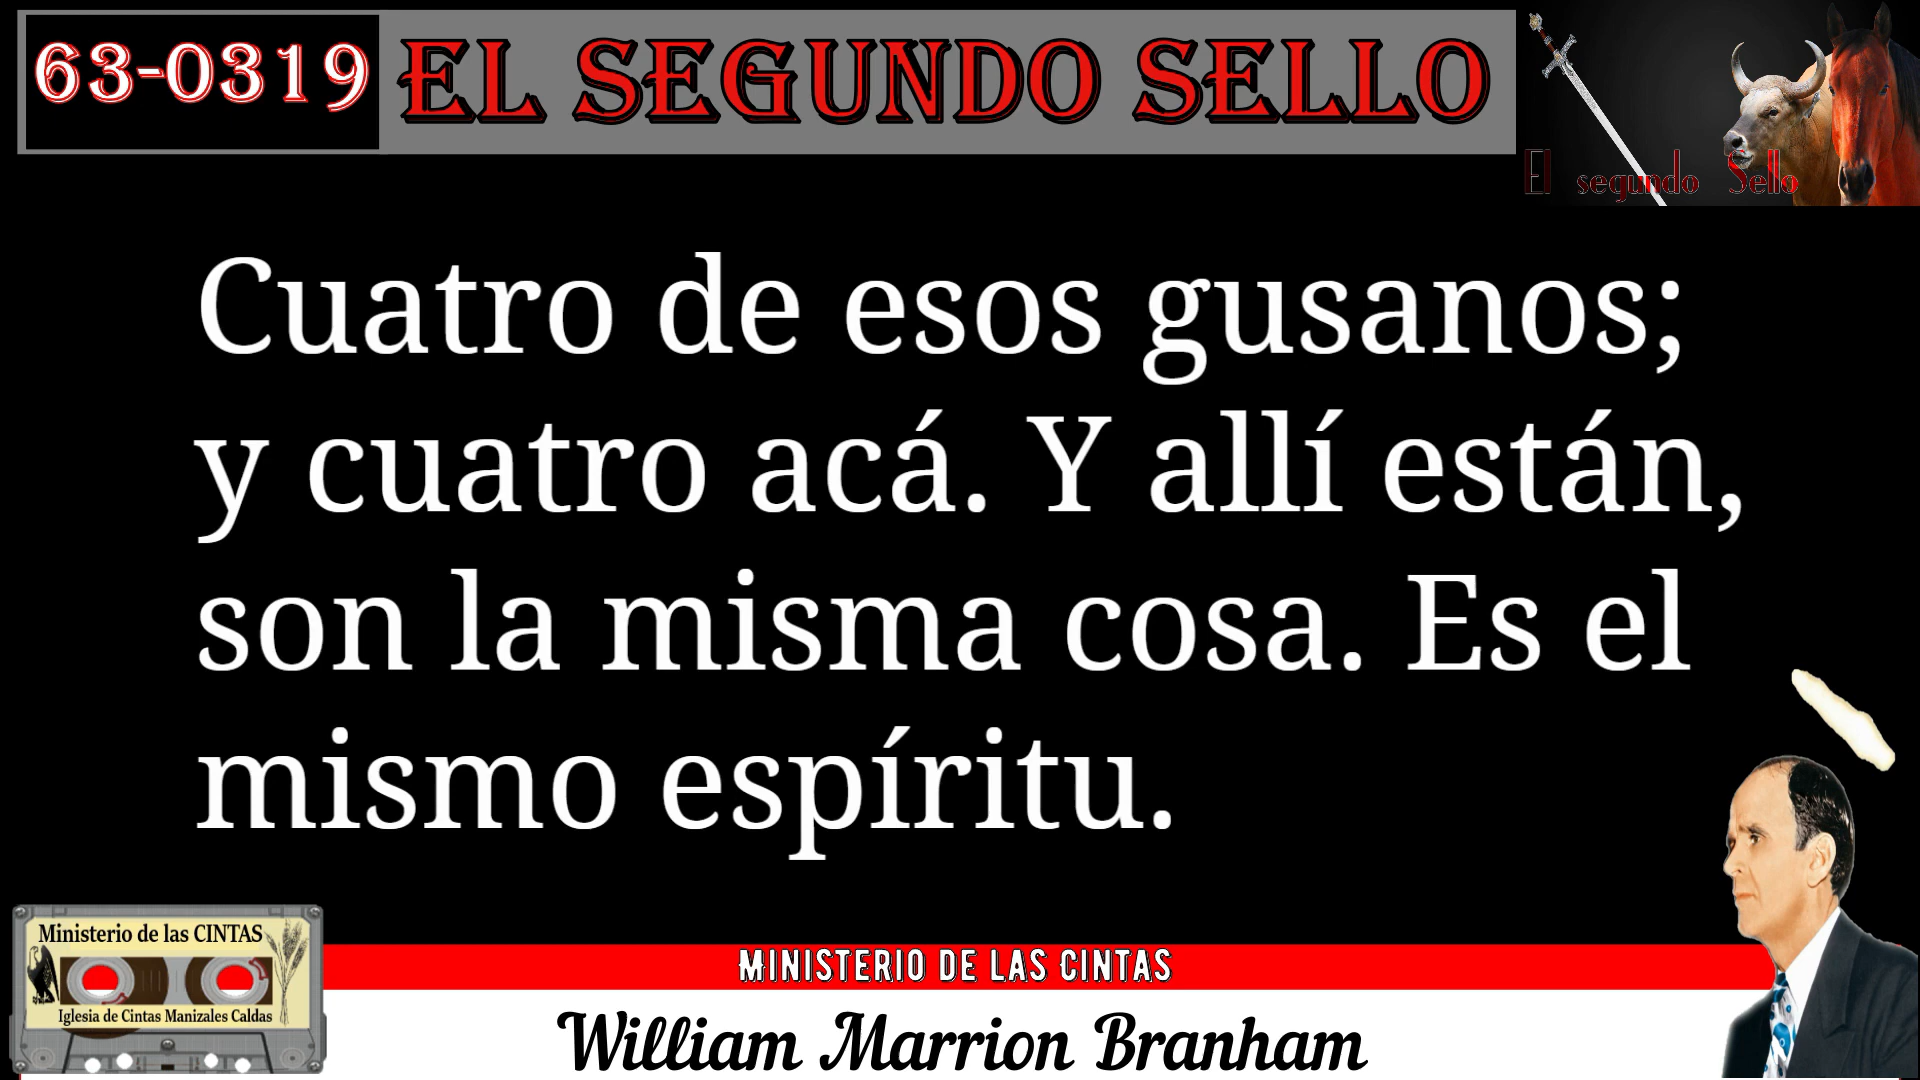 63-0319 EL SEGUNDO SELLO
El segundo Sello
Cuatro de esos gusanos;
y cuatro acá. Y allí están,
son la misma cosa. Es el
mismo espíritu.
Ministerio de las CINTAS
Iglesia de Cintas Manizales Caldas
MINISTERIO DE LAS CINTAS
William Marrion Branham